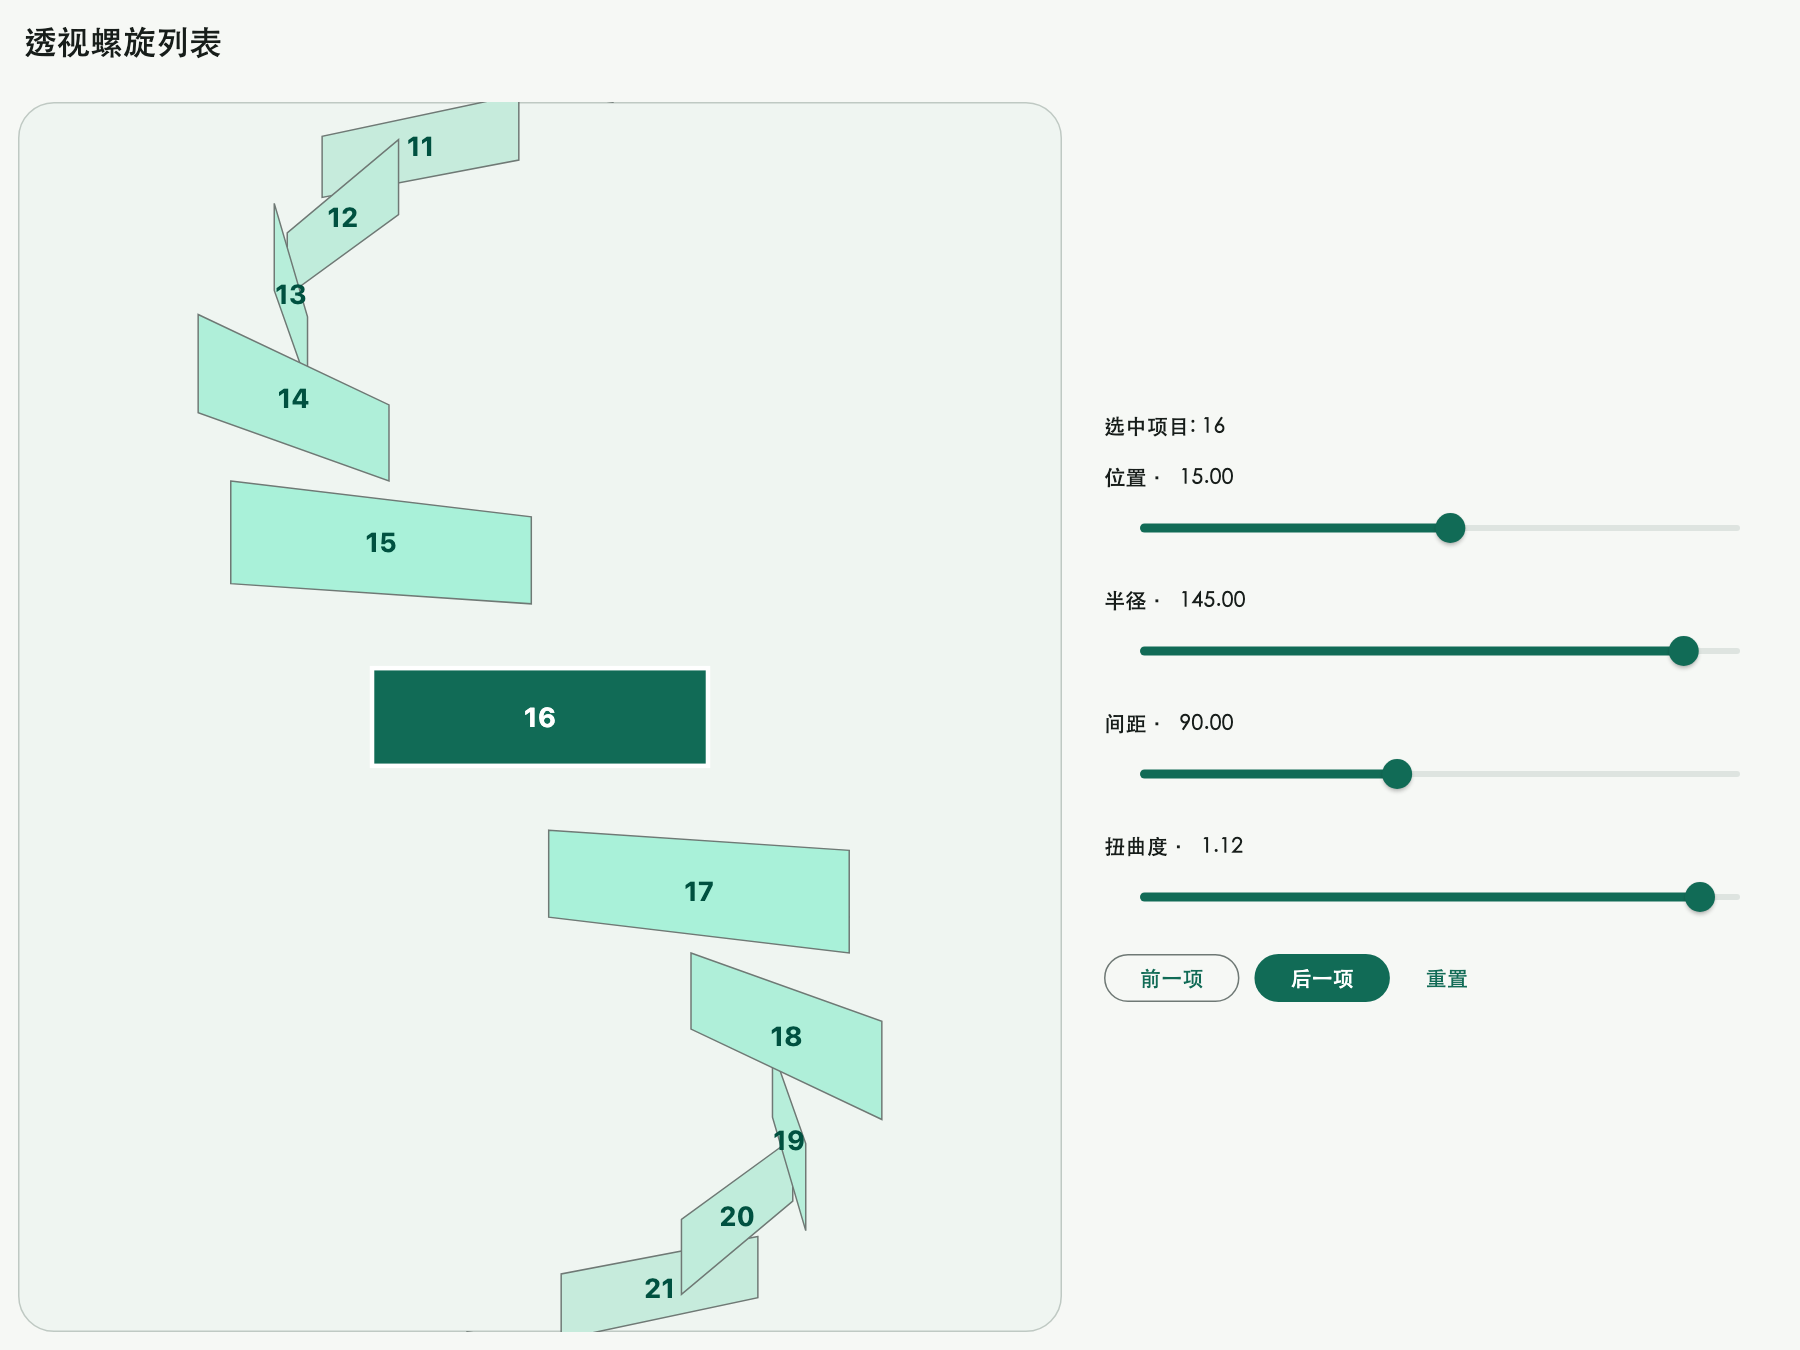 透视螺旋列表
11
12
13
14
15
16
17
18
19
20
21
选中项目: 16
位置 · 15.00
半径 · 145.00
间距 · 90.00
扭曲度 · 1.12
前一项
后一项
重置